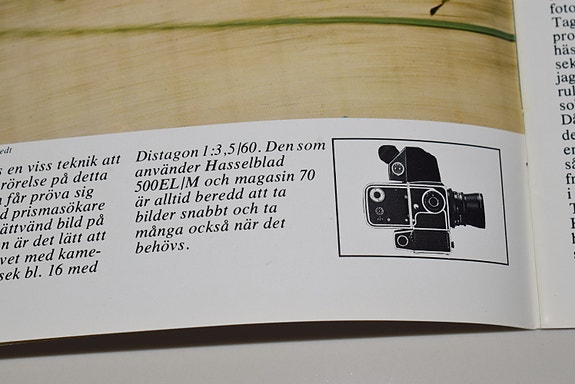 edt
s en viss teknik att
rörelse på detta
n får pröva sig
d prismasökare
ättvänd bild på
n är det lätt att
vet med kame-
sek bl. 16 med
Distagon 1:3,5/60. Den som
använder Hasselblad
500EL/M och magasin 70
är alltid beredd att ta
bilder snabbt och ta
många också när det
behövs.
foto
Tag
pro
häs
sek
jag
rul
so
Då
de
en
så
fr
i
T